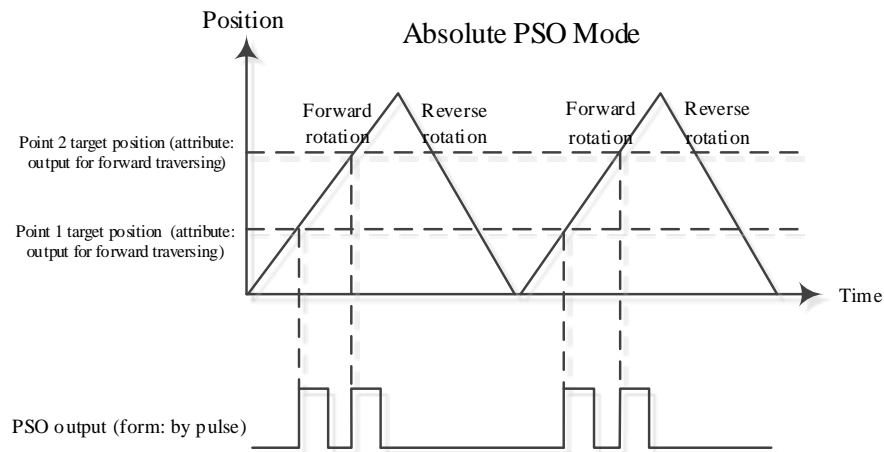 Position
Absolute PSO Mode
Forward
rotation
Reverse
rotation
Forward
rotation
Reverse
rotation
Point 2 target position (attribute:
output for forward traversing)
Point 1 target position (attribute:
output for forward traversing)
Time
PSO output (form: by pulse)